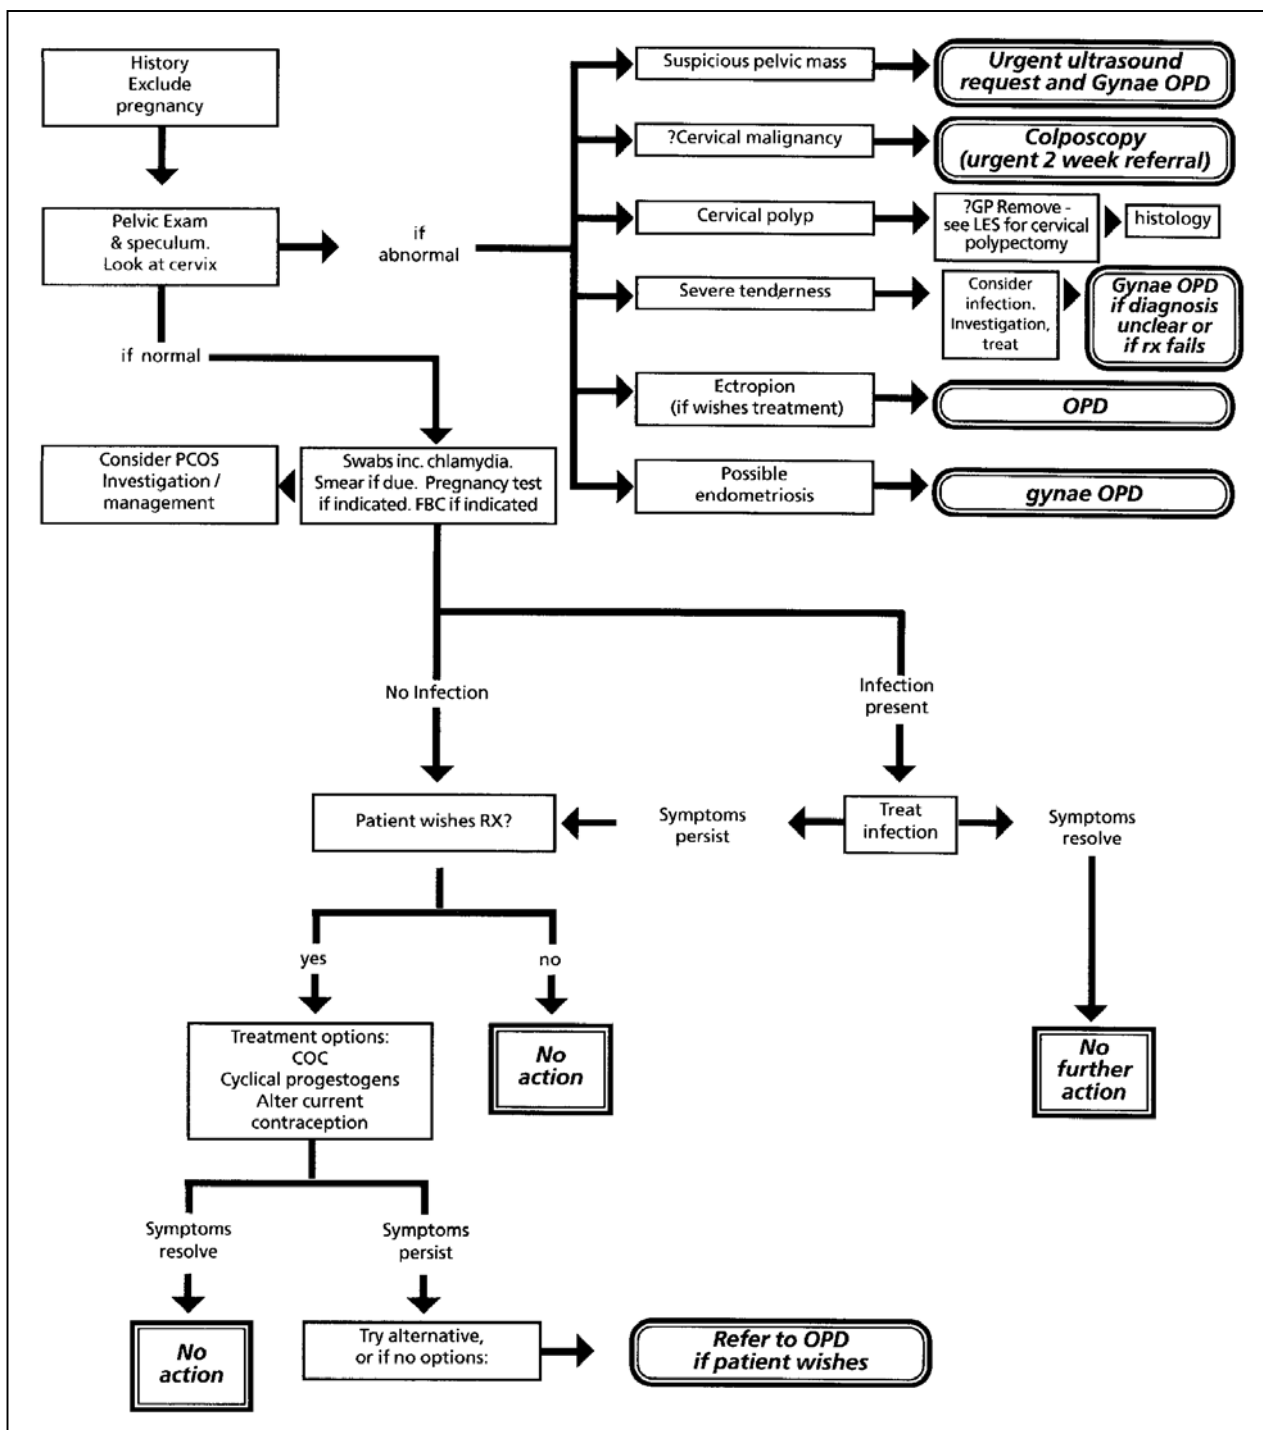 History
Exclude
pregnancy
Pelvic Exam
& speculum.
Look at cervix
if
abnormal
Suspicious pelvic mass
Urgent ultrasound
request and Gynae OPD
?Cervical malignancy
Colposcopy
(urgent 2 week referral)
Cervical polyp
?GP Remove -
see LES for cervical
polypectomy
histology
Severe tenderness
Consider
infection.
Investigation,
treat
Gynae OPD
if diagnosis
unclear or
if rx fails
Ectropion
(if wishes treatment)
OPD
Possible
endometriosis
gynae OPD
if normal
Consider PCOS
Investigation /
management
Swabs inc. chlamydia.
Smear if due. Pregnancy test
if indicated. FBC if indicated
No Infection
Infection
present
Patient wishes RX?
Symptoms
persist
Treat
infection
Symptoms
resolve
yes
no
Treatment options:
COC
Cyclical progestogens
Alter current
contraception
No
action
No
further
action
Symptoms
resolve
Symptoms
persist
No
action
Try alternative,
or if no options:
Refer to OPD
if patient wishes